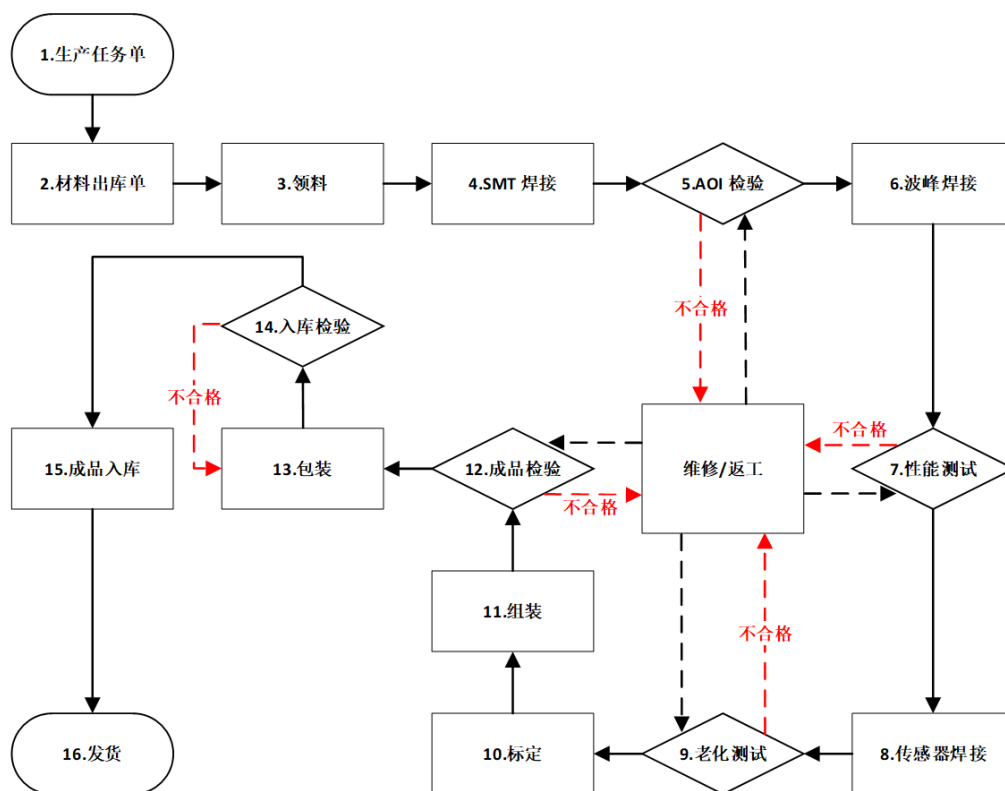 1.生产任务单
2.材料出库单
3.领料
4.SMT 焊接
5.AOI 检验
6.波峰焊接
不合格
14.入库检验
不合格
15.成品入库
13.包装
12.成品检验
不合格
维修/返工
不合格
7.性能测试
11.组装
不合格
16.发货
10.标定
9.老化测试
8.传感器焊接